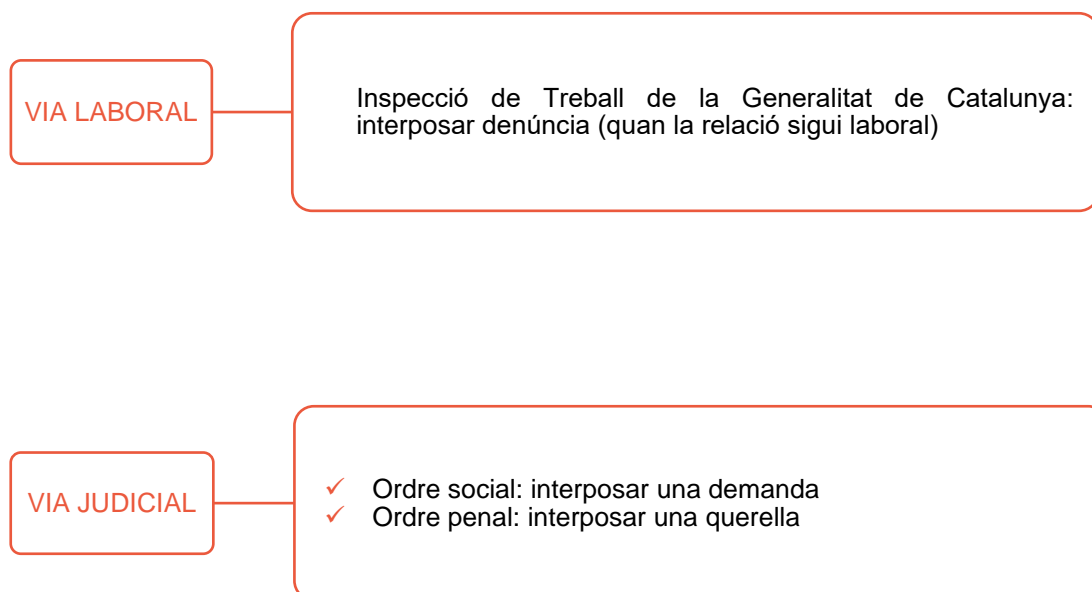 VIA LABORAL
Inspecció de Treball de la Generalitat de Catalunya:
interposar denúncia (quan la relació sigui laboral)
VIA JUDICIAL
✓ Ordre social: interposar una demanda
✓ Ordre penal: interposar una querella